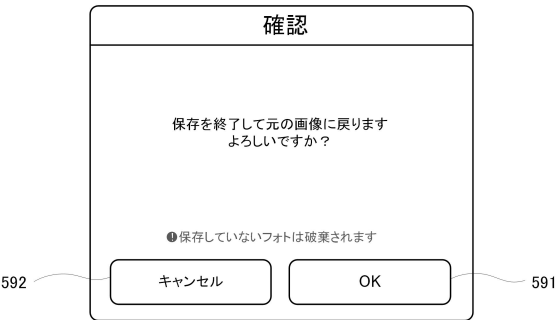 確認
保存を終了して元の画像に戻ります
よろしいですか？
❶保存していないフォトは破棄されます
592
キャンセル
OK
591